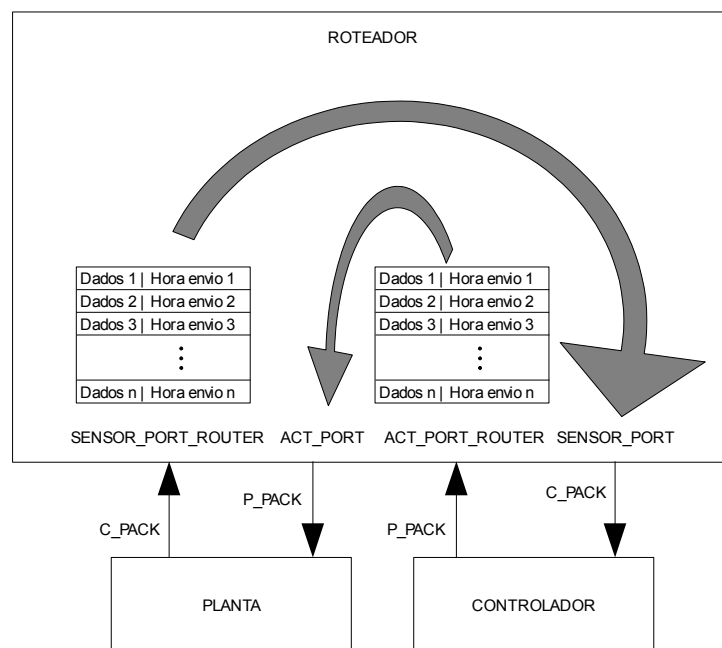 ROTEADOR
Dados 1 | Hora envio 1
Dados 2 | Hora envio 2
Dados 3 | Hora envio 3
Dados n | Hora envio n
Dados 1 | Hora envio 1
Dados 2 | Hora envio 2
Dados 3 | Hora envio 3
Dados n | Hora envio n
SENSOR_PORT_ROUTER ACT_PORT ACT_PORT_ROUTER SENSOR_PORT
C_PACK
P_PACK
P_PACK
C_PACK
PLANTA
CONTROLADOR